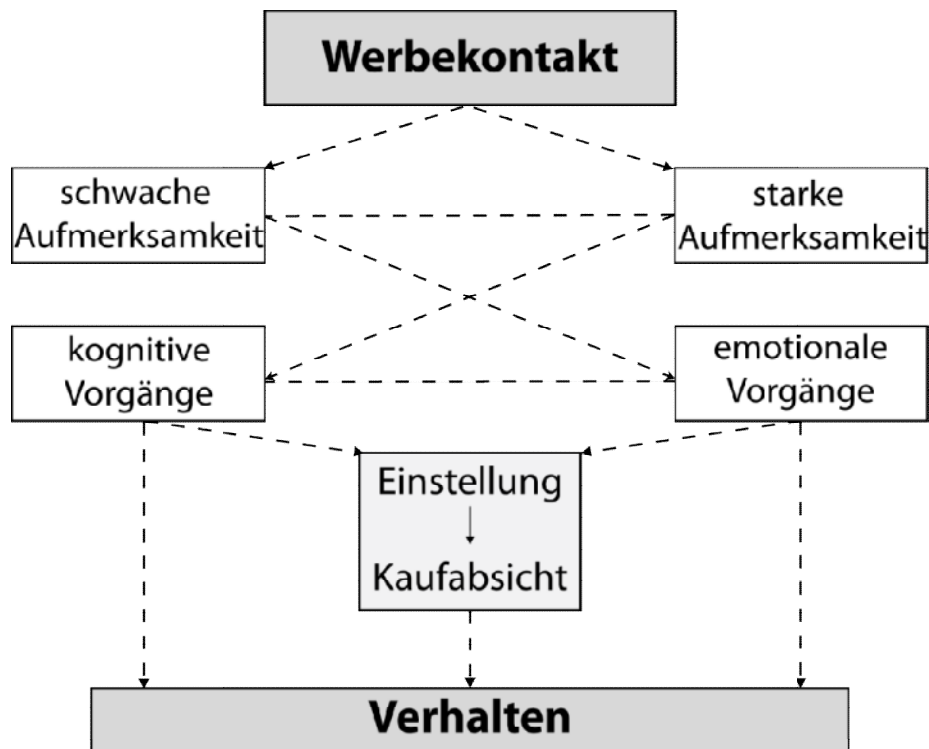 Werbekontakt
schwache
Aufmerksamkeit
starke
Aufmerksamkeit
kognitive
Vorgänge
emotionale
Vorgänge
Einstellung
Kaufabsicht
Verhalten